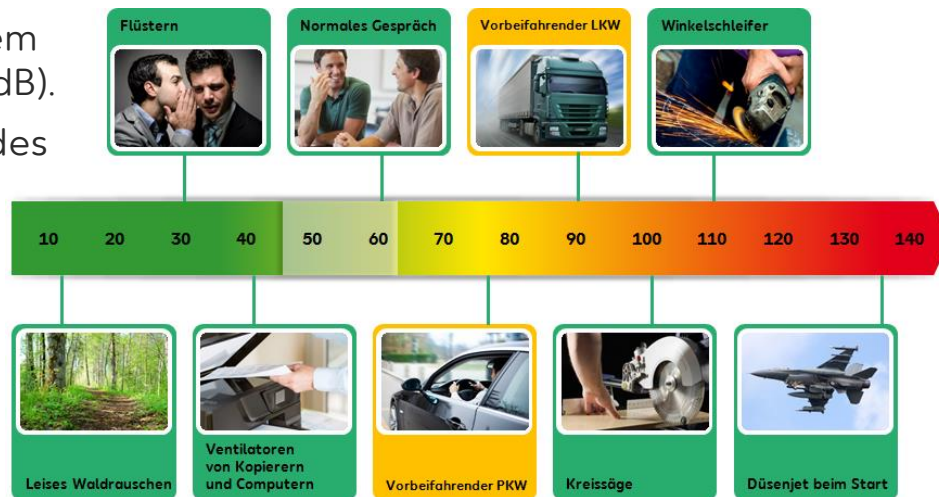 dB).
des
Flüstern
Normales Gespräch
Vorbeifahrender LKW
Winkelschleifer
10 20 30 40 50 60 70 80 90 100 110 120 130 140
Leises Waldrauschen
Ventilatoren
von Kopierern
und Computern
Vorbeifahrender PKW
Kreissäge
Düsenjet beim Start